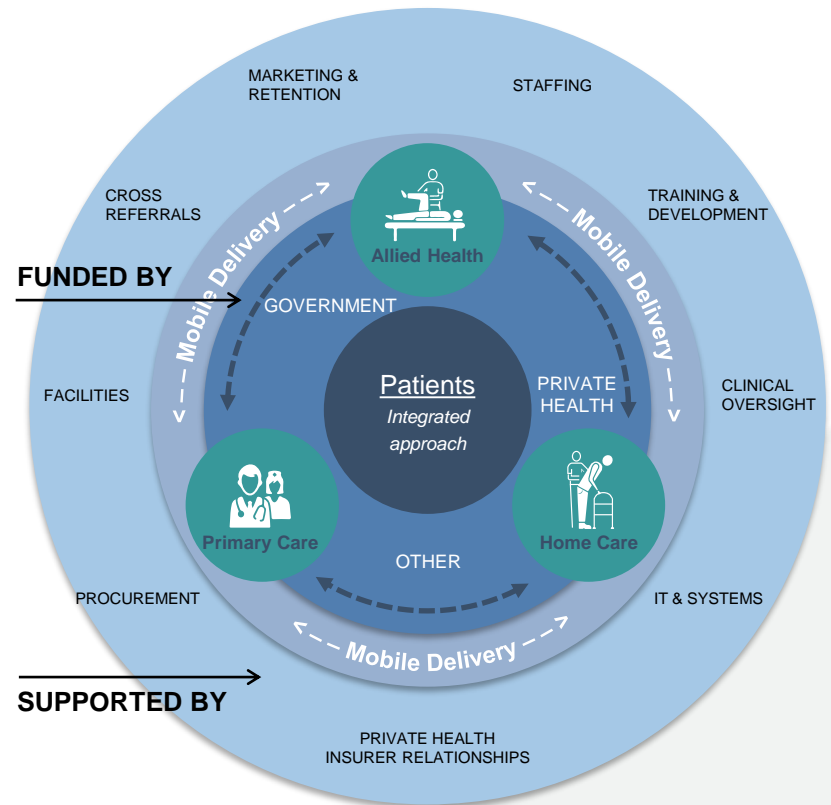 MARKETING &
RETENTION
STAFFING
CROSS
REFERRALS
TRAINING &
DEVELOPMENT
Mobile Delivery
Mobile Delivery
Allied Health
FUNDED BY
GOVERNMENT
Patients
Integrated
approach
PRIVATE
HEALTH
FACILITIES
CLINICAL
OVERSIGHT
Primary Care
Home Care
OTHER
PROCUREMENT
IT & SYSTEMS
Mobile Delivery
SUPPORTED BY
PRIVATE HEALTH
INSURER RELATIONSHIPS